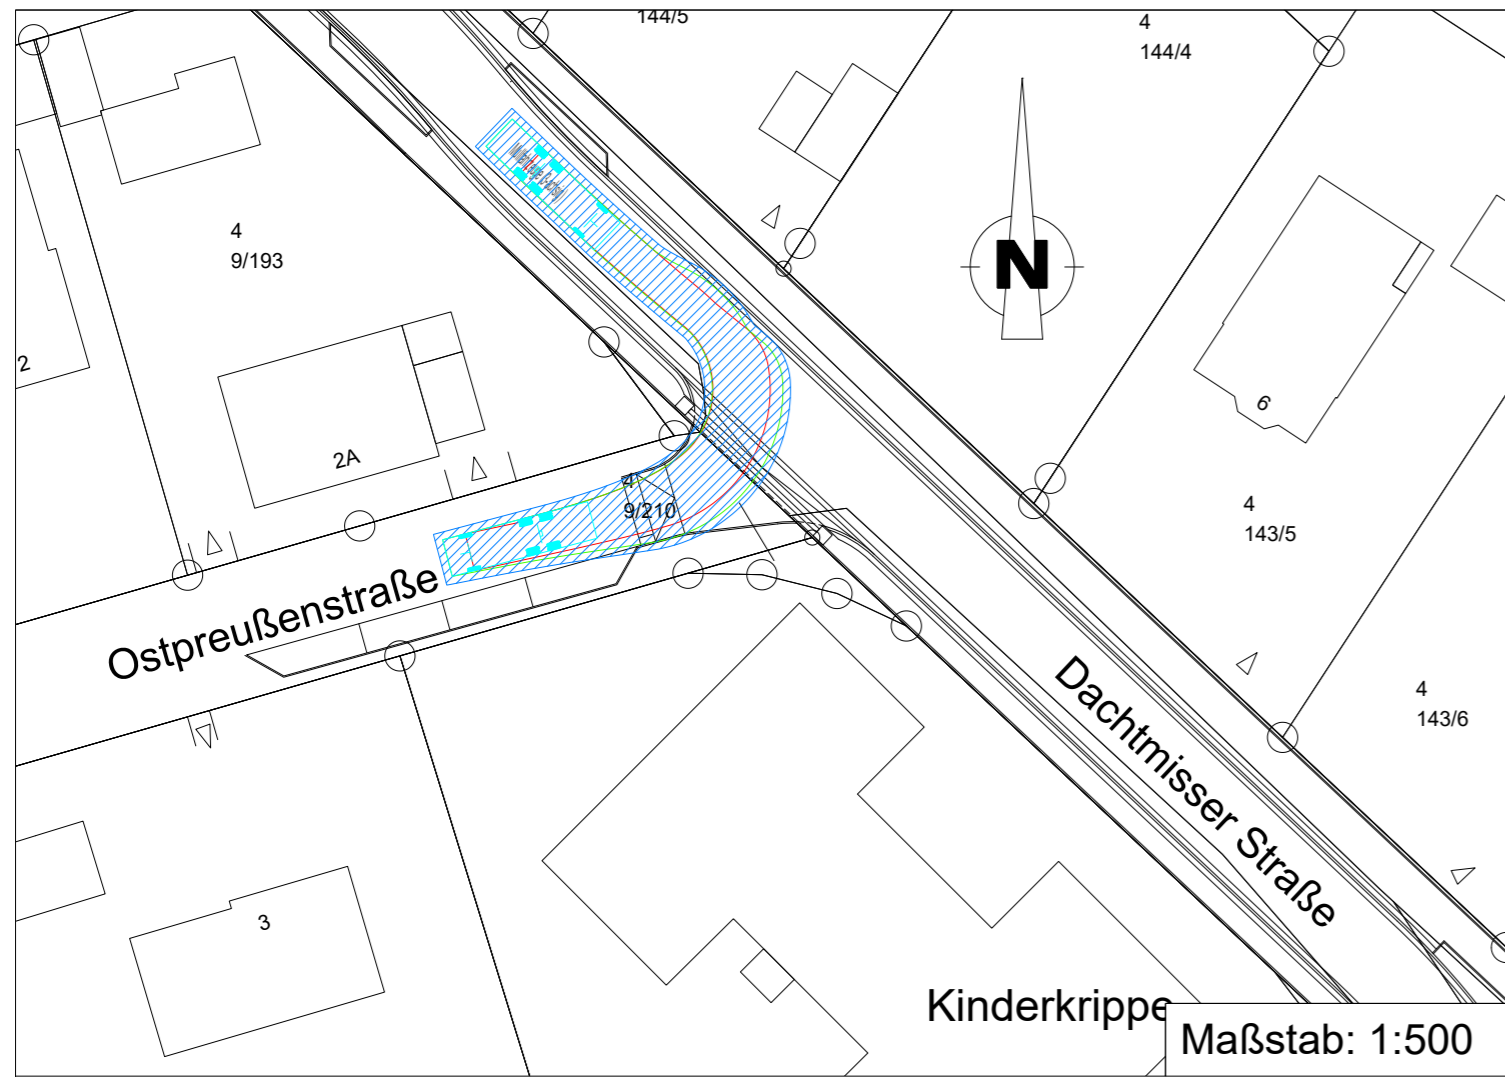 144/5
4
144/4
4
9/193
N
2
2A
6
4
9/210
4
143/5
Ostpreußenstraße
Dachtmisser Straße
4
143/6
3
Kinderkrippe
Maßstab: 1:500